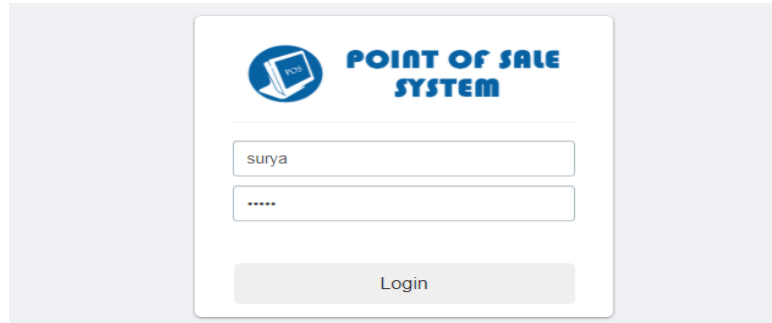 POS
POINT OF SALE
SYSTEM
surya
•••••
Login